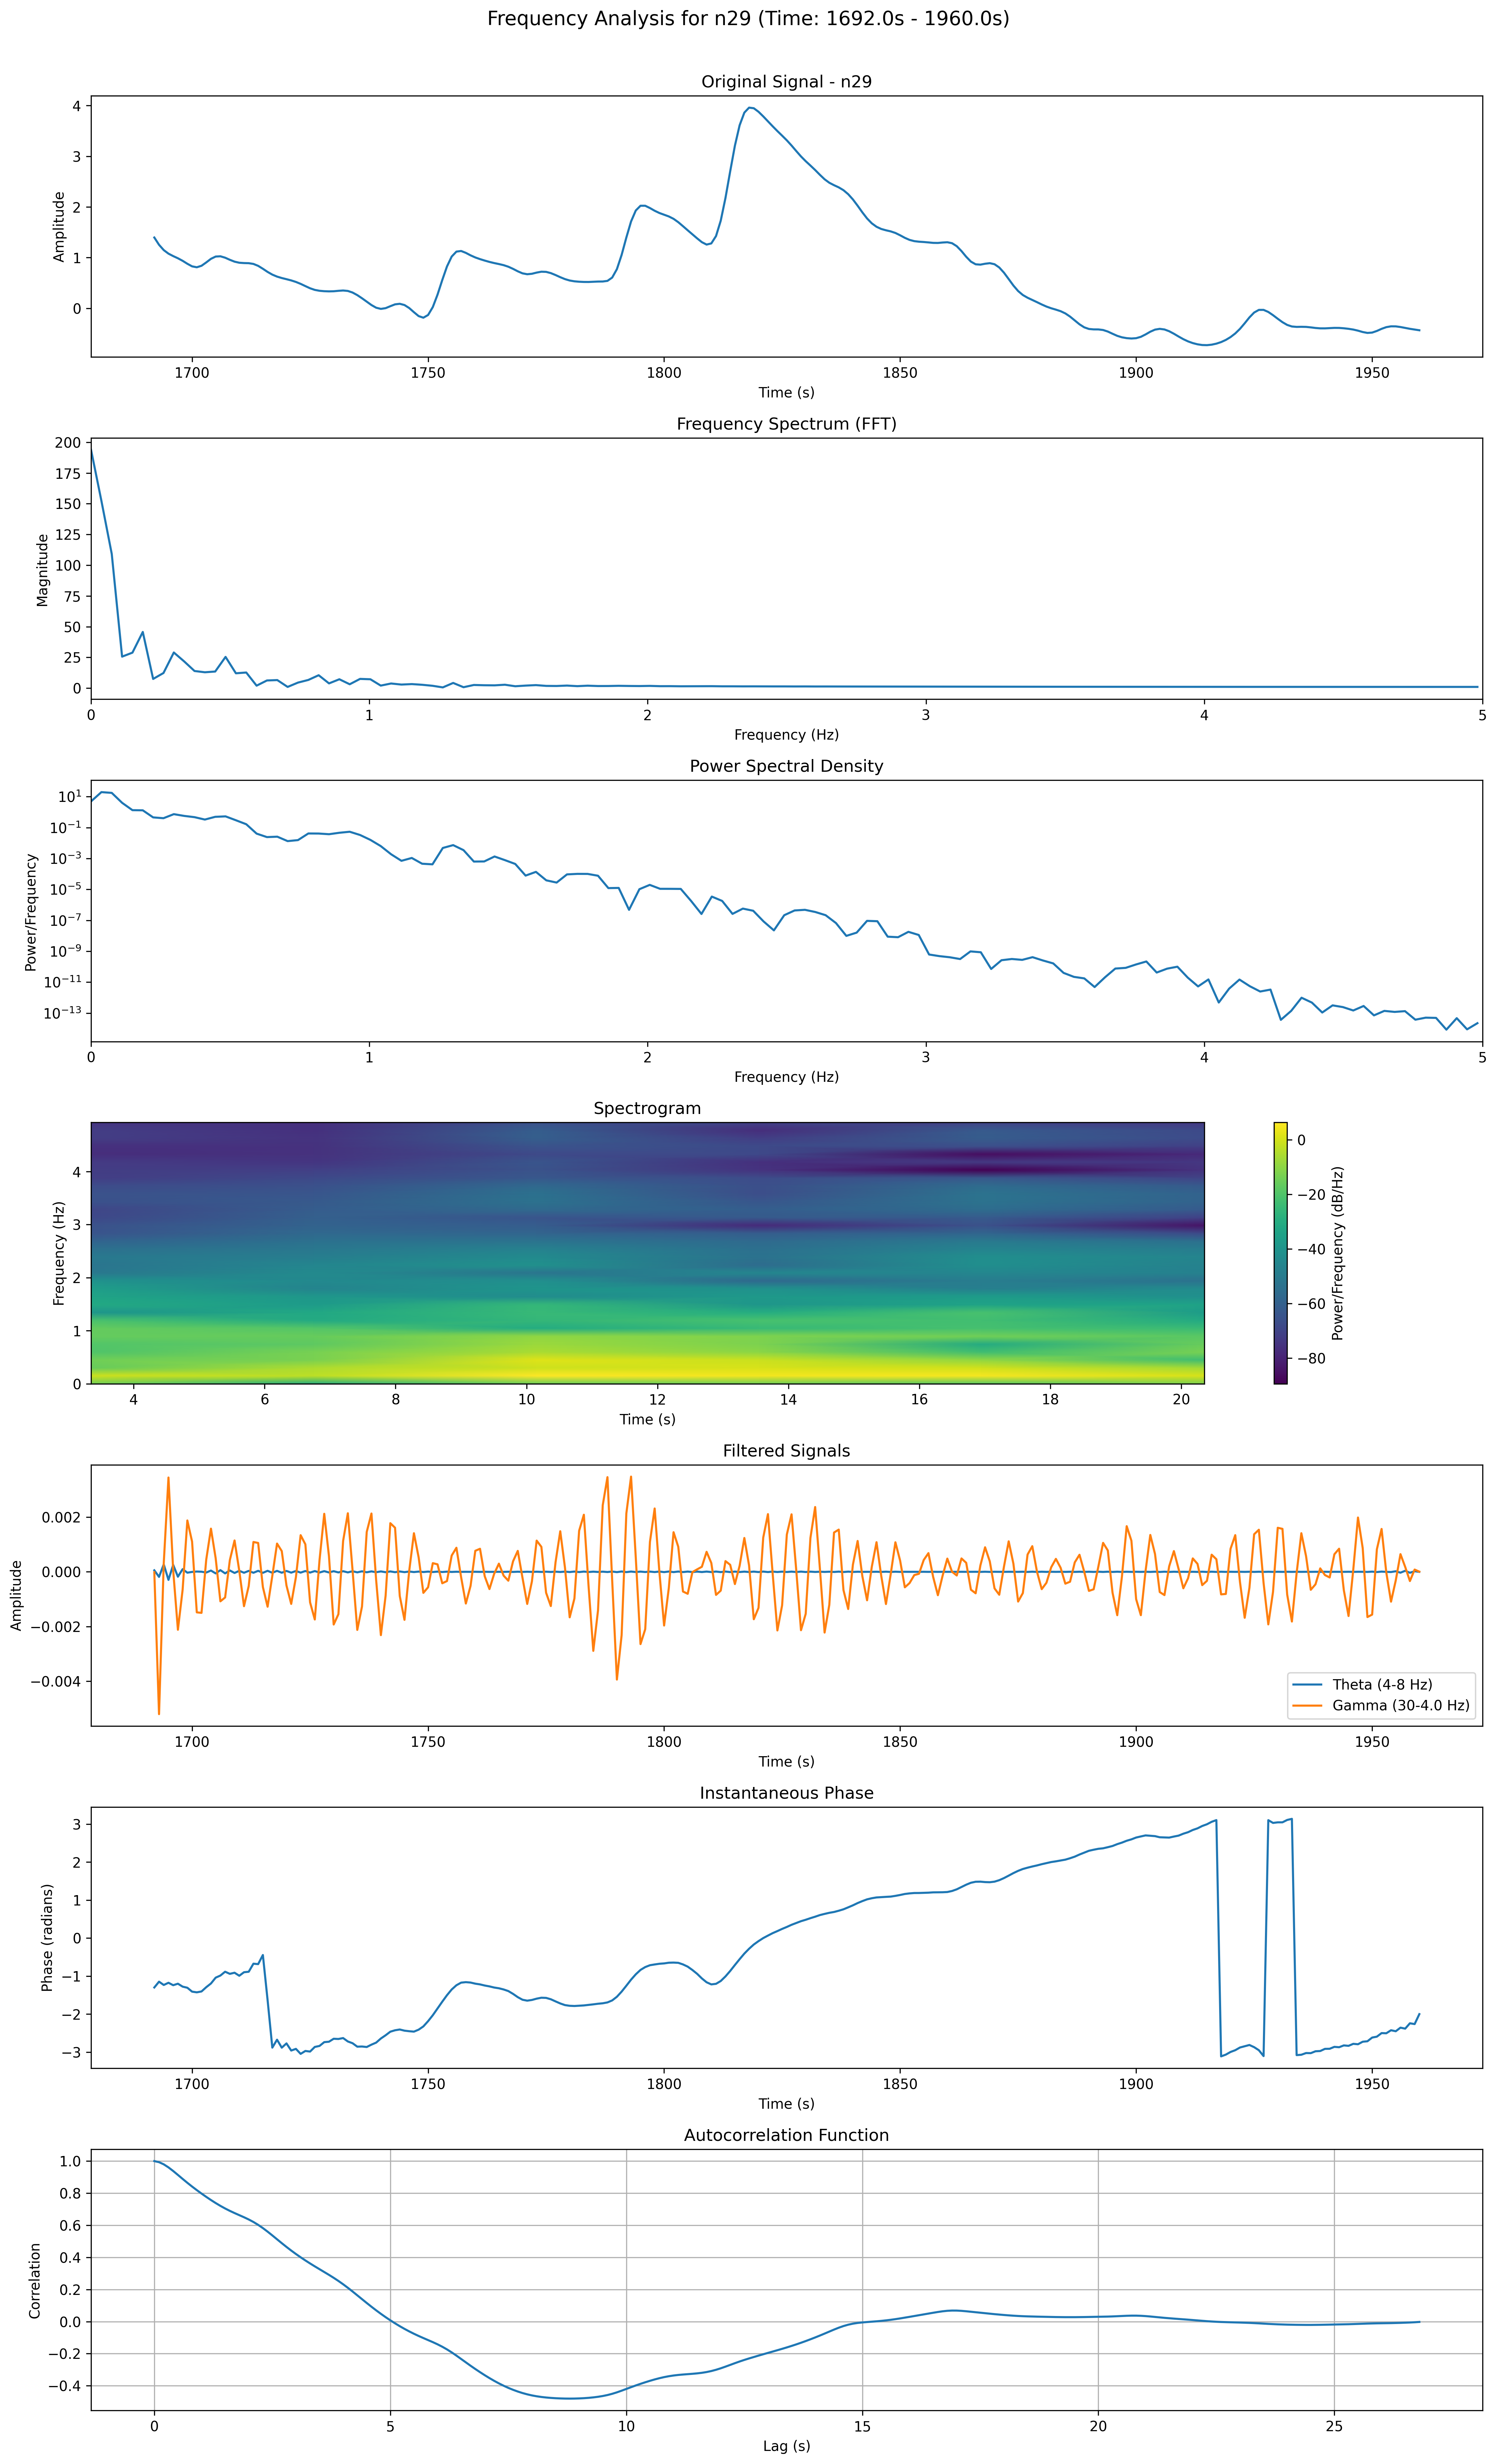 Frequency Analysis for n29 (Time: 1692.0s - 1960.0s)
Original Signal - n29
4
3
2
1
0
Amplitude
1700 1750 1800 1850 1900 1950
Time (s)
Frequency Spectrum (FFT)
200
175
150
125
100
75
50
25
0
Magnitude
0 1 2 3 4 5
Frequency (Hz)
Power Spectral Density
10¹
10⁻¹
10⁻³
10⁻⁵
10⁻⁷
10⁻⁹
10⁻¹¹
10⁻¹³
Power/Frequency
0 1 2 3 4 5
Frequency (Hz)
Spectrogram
4
3
2
1
0
Frequency (Hz)
4 6 8 10 12 14 16 18 20
Time (s)
0
−20
−40
−60
−80
Power/Frequency (dB/Hz)
Filtered Signals
0.002
0.000
−0.002
−0.004
Amplitude
Theta (4-8 Hz)
Gamma (30-4.0 Hz)
1700 1750 1800 1850 1900 1950
Time (s)
Instantaneous Phase
3
2
1
0
−1
−2
−3
Phase (radians)
1700 1750 1800 1850 1900 1950
Time (s)
Autocorrelation Function
1.0
0.8
0.6
0.4
0.2
0.0
−0.2
−0.4
Correlation
0 5 10 15 20 25
Lag (s)